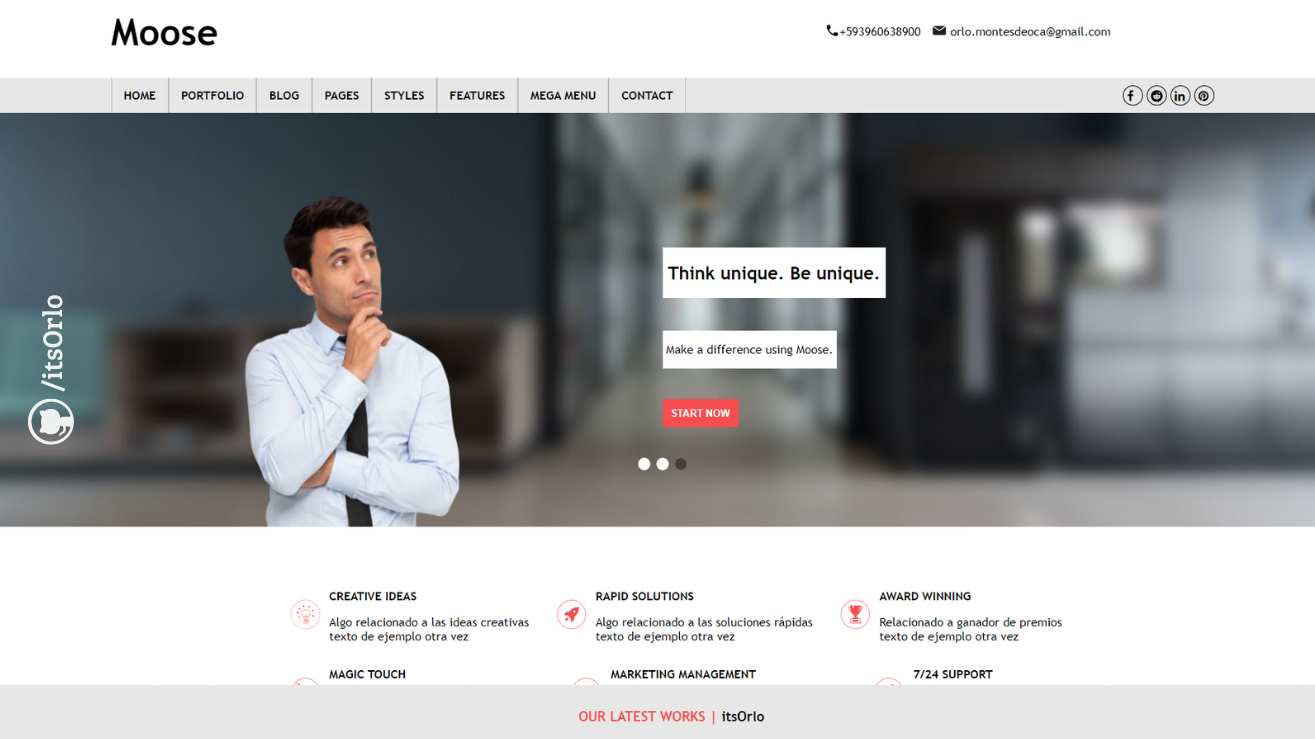 Moose
+593960638900 orlo.montesdeoca@gmail.com
HOME PORTFOLIO BLOG PAGES STYLES FEATURES MEGA MENU CONTACT
/itsOrlo
Think unique. Be unique.
Make a difference using Moose.
START NOW
CREATIVE IDEAS
Algo relacionado a las ideas creativas
texto de ejemplo otra vez
RAPID SOLUTIONS
Algo relacionado a las soluciones rápidas
texto de ejemplo otra vez
AWARD WINNING
Relacionado a ganador de premios
texto de ejemplo otra vez
MAGIC TOUCH
MARKETING MANAGEMENT
7/24 SUPPORT
OUR LATEST WORKS | itsOrlo